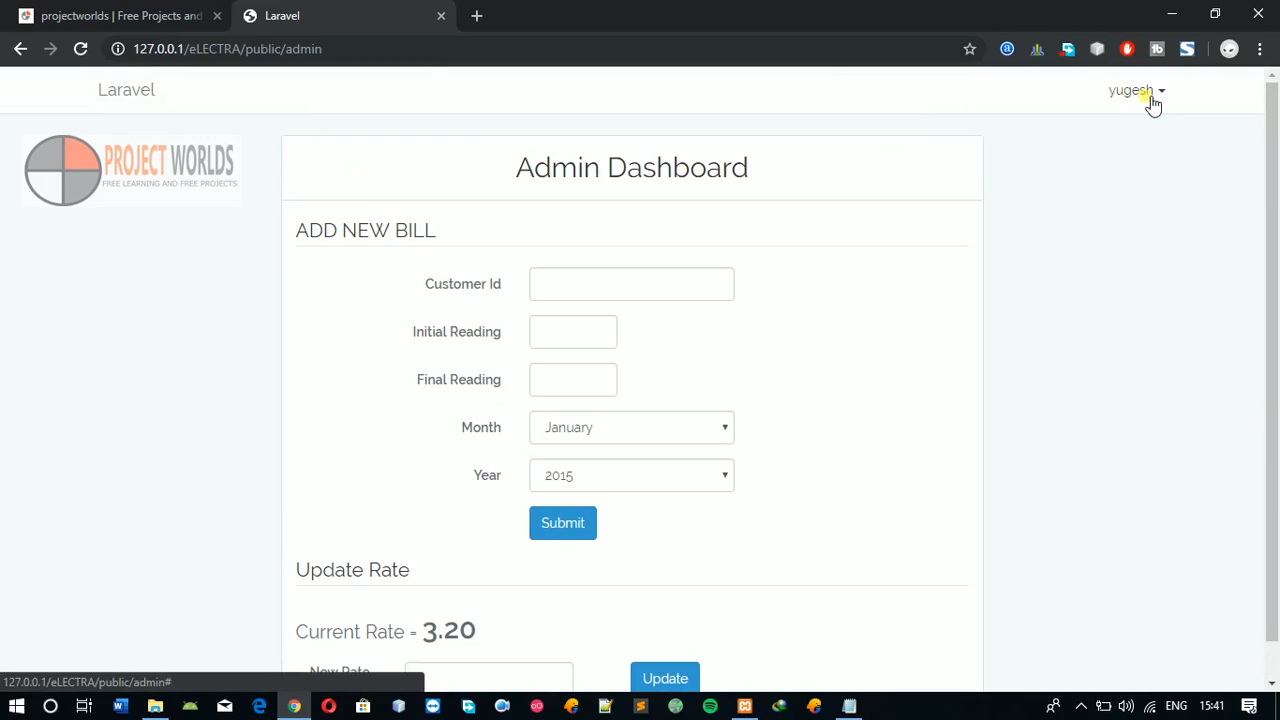 projectworlds | Free Projects and
Laravel
127.0.0.1/eLECTRA/public/admin
Laravel
yugesh
PROJECT WORLDS
FREE LEARNING AND FREE PROJECTS
Admin Dashboard
ADD NEW BILL
Customer Id
Initial Reading
Final Reading
Month
January
Year
2015
Submit
Update Rate
Current Rate = 3.20
New Rate
Update
127.0.0.1/eLECTRA/public/admin#
ENG
15:41